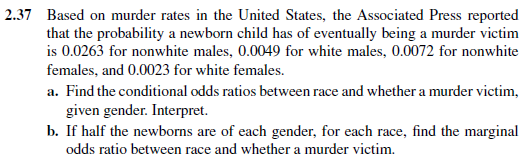 2.37 Based on murder rates in the United States, the Associated Press reported
that the probability a newborn child has of eventually being a murder victim
is 0.0263 for nonwhite males, 0.0049 for white males, 0.0072 for nonwhite
females, and 0.0023 for white females.
a. Find the conditional odds ratios between race and whether a murder victim,
given gender. Interpret.
b. If half the newborns are of each gender, for each race, find the marginal
odds ratio between race and whether a murder victim.